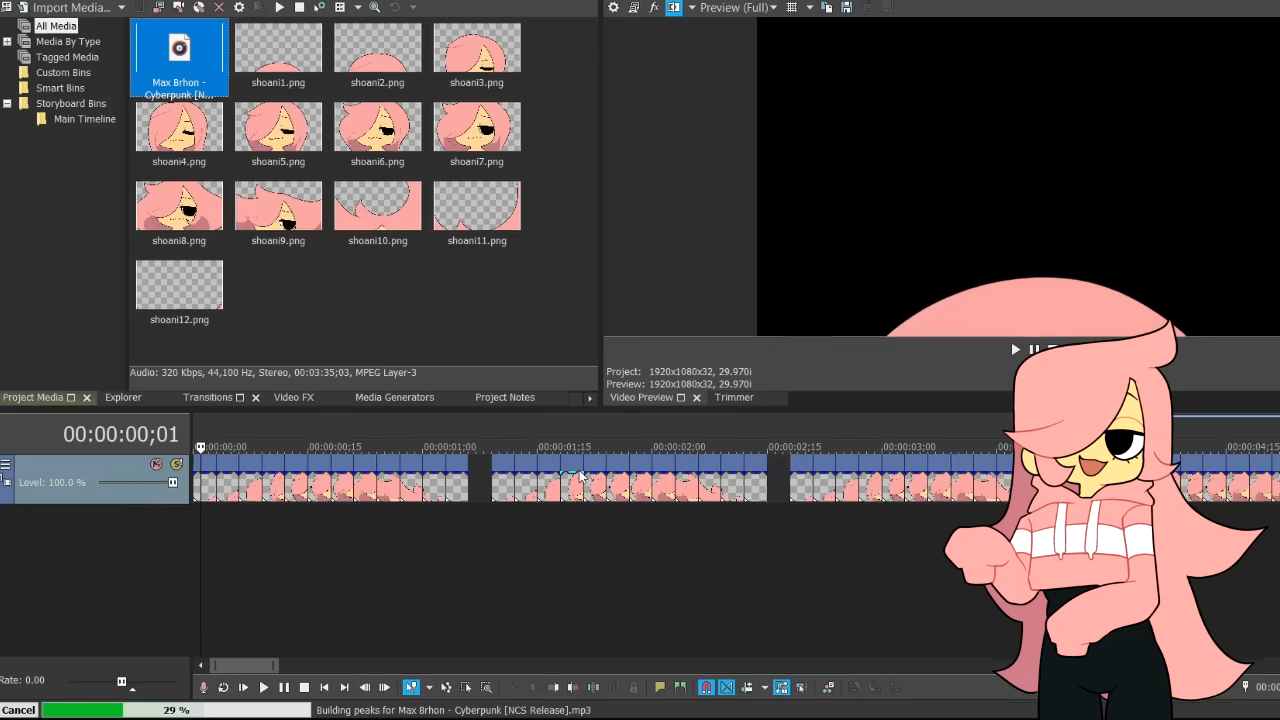 Import Media...
Preview (Full)
All Media
Media By Type
Tagged Media
Custom Bins
Smart Bins
Storyboard Bins
Main Timeline
Max Brhon -
Cyberpunk [N...
shoani1.png
shoani2.png
shoani3.png
shoani4.png
shoani5.png
shoani6.png
shoani7.png
shoani8.png
shoani9.png
shoani10.png
shoani11.png
shoani12.png
Audio: 320 Kbps, 44,100 Hz, Stereo, 00:03:35;03, MPEG Layer-3
Project: 1920x1080x32, 29.970i
Preview: 1920x1080x32, 29.970i
Project Media
Explorer
Transitions
Video FX
Media Generators
Project Notes
Video Preview
Trimmer
00:00:00;01
00:00:00;15
00:00:01;00
00:00:01;15
00:00:02;00
00:00:02;15
00:00:03;00
00:00:04;15
Level: 100.0 %
Rate: 0.00
Cancel
29 %
Building peaks for Max Brhon - Cyberpunk [NCS Release].mp3